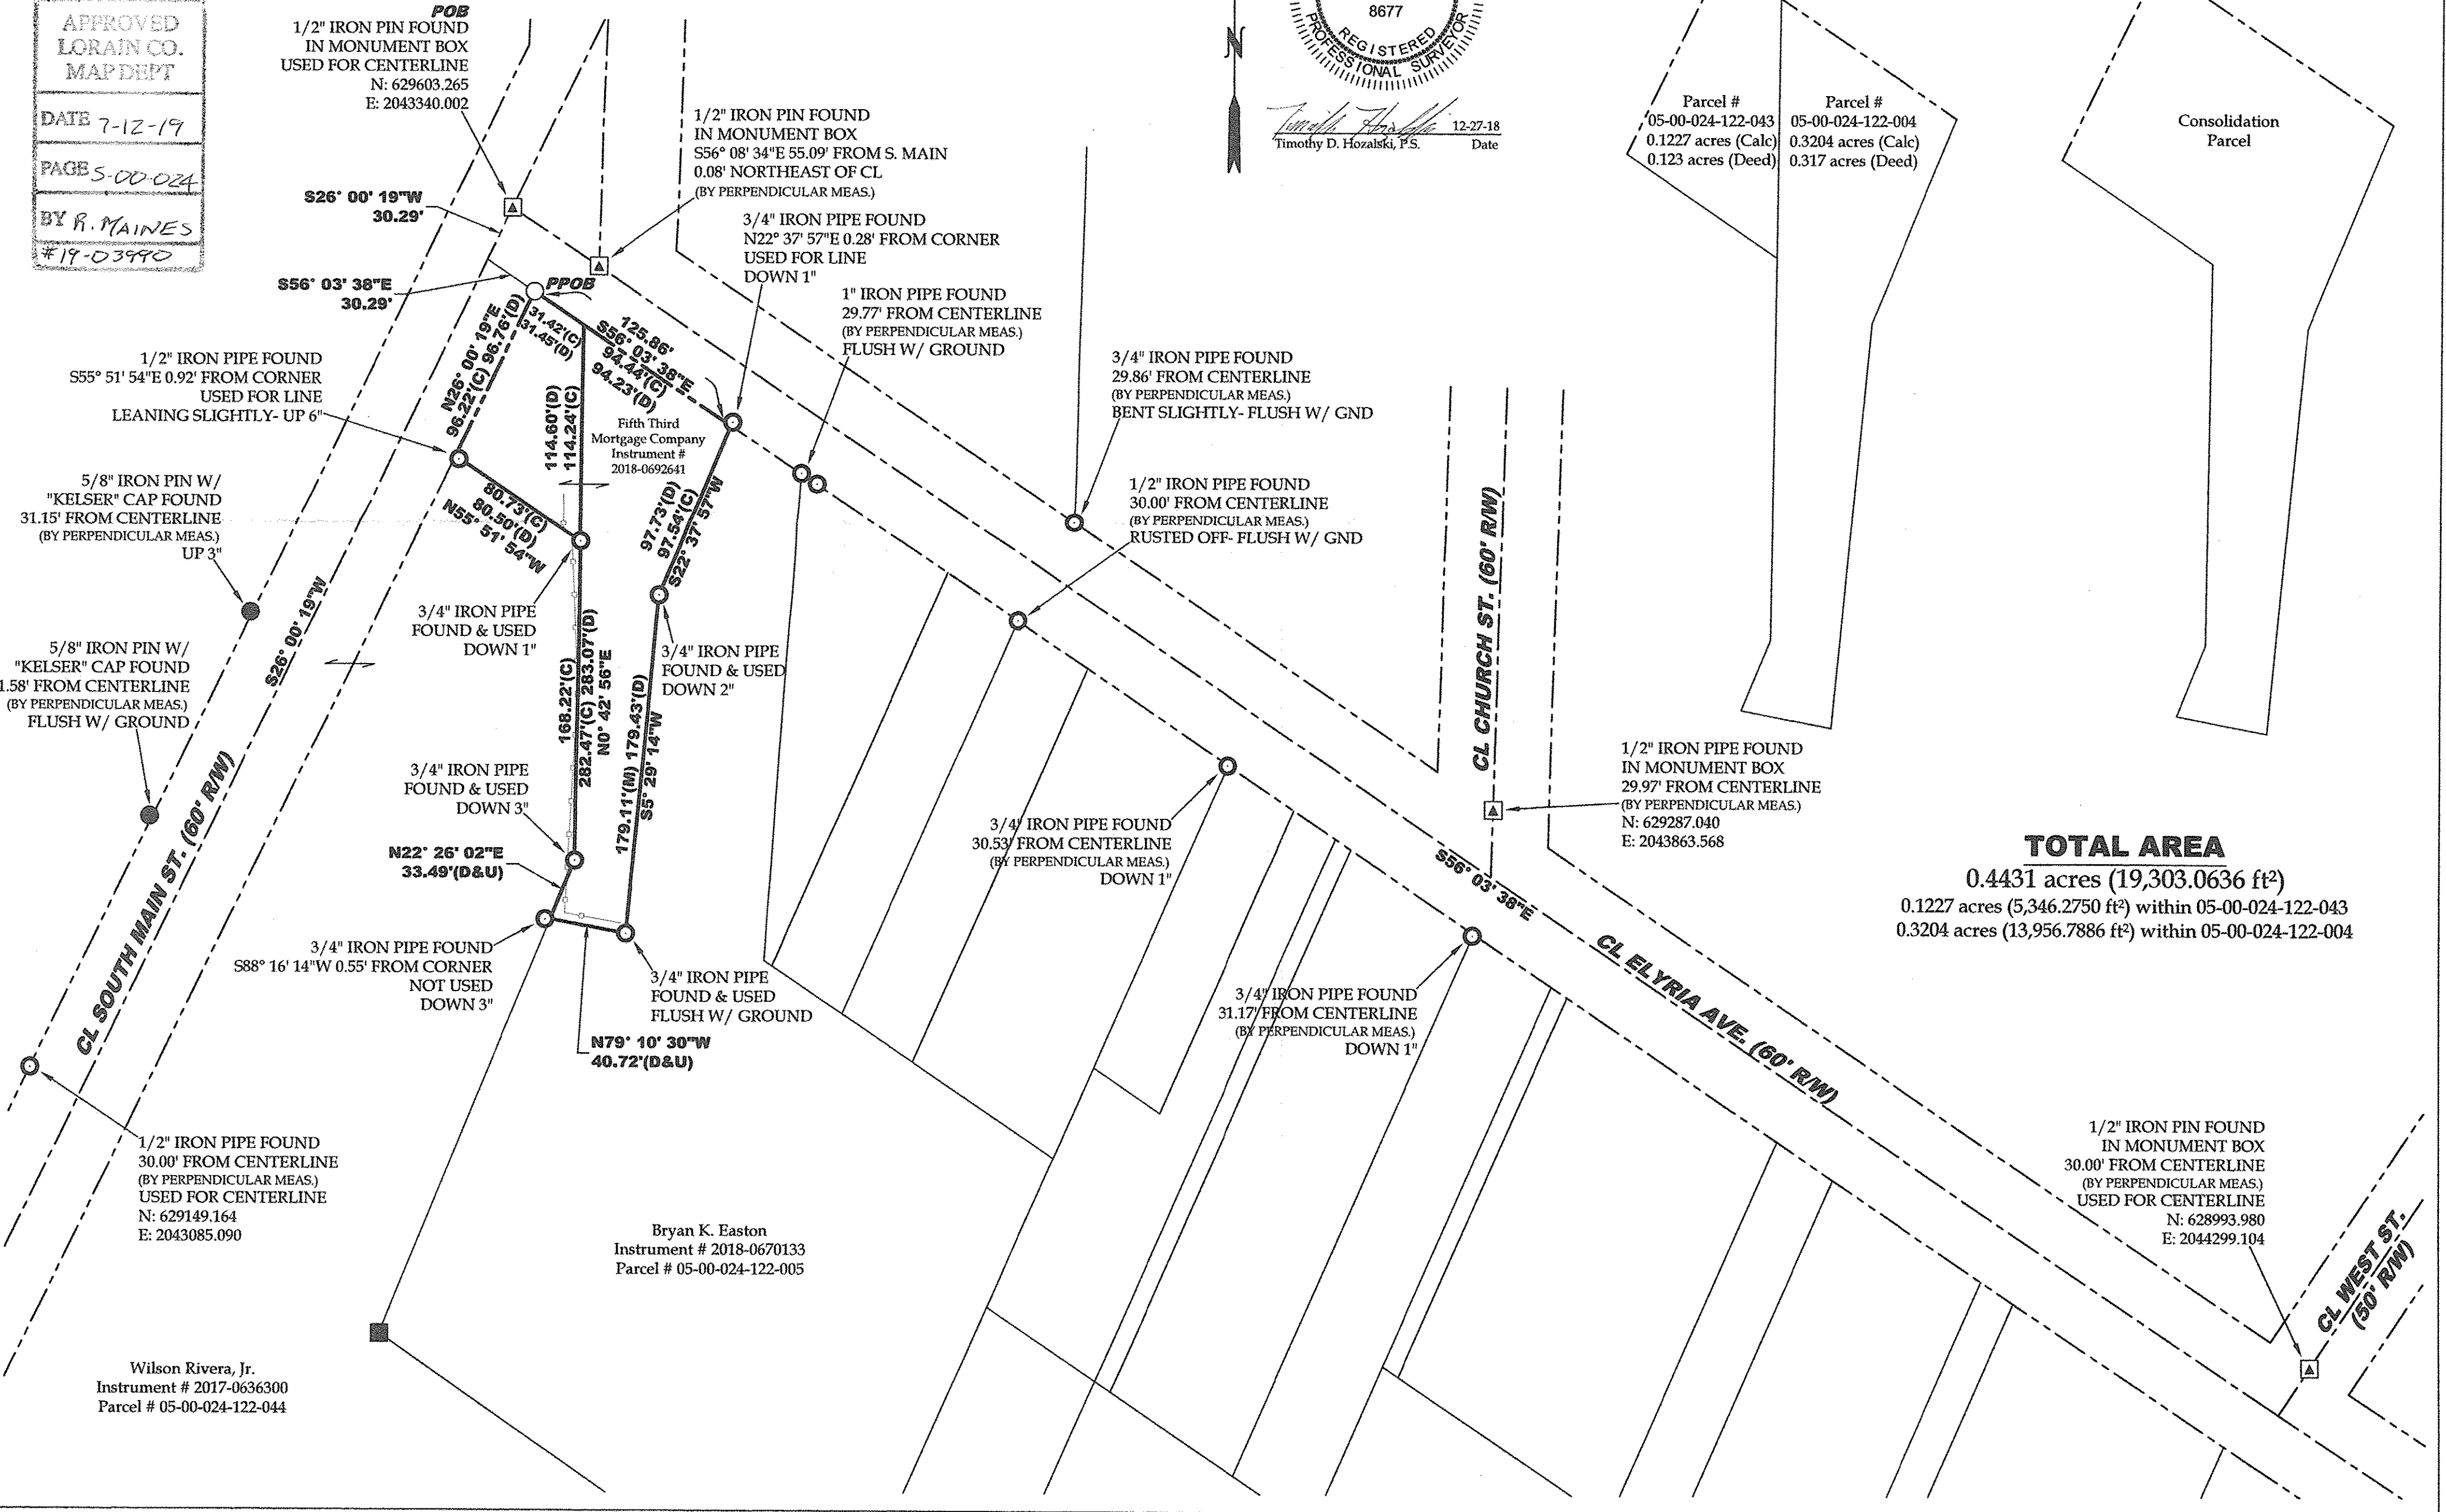 APPROVED
LORAIN CO.
MAP DEPT
DATE 7-12-19
PAGE 5-00-024
BY R. MAINES
#19-03990
POB
1/2" IRON PIN FOUND
IN MONUMENT BOX
USED FOR CENTERLINE
N: 629603.265
E: 2043340.002
1/2" IRON PIN FOUND
IN MONUMENT BOX
S56° 08' 34"E 55.09' FROM S. MAIN
0.08' NORTHEAST OF CL
(BY PERPENDICULAR MEAS.)
N
8677
REGISTERED
PROFESSIONAL SURVEYOR
12-27-18
Timothy D. Hozalski, P.S.
Date
Parcel #
05-00-024-122-043
0.1227 acres (Calc)
0.123 acres (Deed)
Parcel #
05-00-024-122-004
0.3204 acres (Calc)
0.317 acres (Deed)
Consolidation
Parcel
S26° 00' 19"W
30.29'
3/4" IRON PIPE FOUND
N22° 37' 57"E 0.28' FROM CORNER
USED FOR LINE
DOWN 1"
S56° 03' 38"E
30.29'
PPOB
1" IRON PIPE FOUND
29.77' FROM CENTERLINE
(BY PERPENDICULAR MEAS.)
FLUSH W/ GROUND
N26° 00' 19"E
96.22'(C) 96.76'(D)
31.42'(C)
31.45'(D)
125.86'
S56° 03' 38"E
94.44'(C)
94.23'(D)
1/2" IRON PIPE FOUND
S55° 51' 54"E 0.92' FROM CORNER
USED FOR LINE
LEANING SLIGHTLY- UP 6"
3/4" IRON PIPE FOUND
29.86' FROM CENTERLINE
(BY PERPENDICULAR MEAS.)
BENT SLIGHTLY- FLUSH W/ GND
114.60'(D)
114.24'(C)
Fifth Third
Mortgage Company
Instrument #
2018-0692641
5/8" IRON PIN W/
"KELSER" CAP FOUND
31.15' FROM CENTERLINE
(BY PERPENDICULAR MEAS.)
UP 3"
80.73'(C)
80.50'(D)
N55° 51' 54"W
97.73'(D)
97.54'(C)
S22° 37' 57"W
1/2" IRON PIPE FOUND
30.00' FROM CENTERLINE
(BY PERPENDICULAR MEAS.)
RUSTED OFF- FLUSH W/ GND
CL CHURCH ST. (60' R/W)
S26° 00' 19"W
3/4" IRON PIPE
FOUND & USED
DOWN 1"
5/8" IRON PIN W/
"KELSER" CAP FOUND
1.58' FROM CENTERLINE
(BY PERPENDICULAR MEAS.)
FLUSH W/ GROUND
3/4" IRON PIPE
FOUND & USED
DOWN 2"
168.22'(C)
282.47'(C) 283.07'(D)
N0° 42' 56"E
179.11'(M) 179.43'(D)
S5° 29' 14"W
3/4" IRON PIPE
FOUND & USED
DOWN 3"
1/2" IRON PIPE FOUND
IN MONUMENT BOX
29.97' FROM CENTERLINE
(BY PERPENDICULAR MEAS.)
N: 629287.040
E: 2043863.568
CL SOUTH MAIN ST. (60' R/W)
N22° 26' 02"E
33.49'(D&U)
3/4" IRON PIPE FOUND
30.53' FROM CENTERLINE
(BY PERPENDICULAR MEAS.)
DOWN 1"
S56° 03' 38"E
TOTAL AREA
0.4431 acres (19,303.0636 ft²)
0.1227 acres (5,346.2750 ft²) within 05-00-024-122-043
0.3204 acres (13,956.7886 ft²) within 05-00-024-122-004
3/4" IRON PIPE FOUND
S88° 16' 14"W 0.55' FROM CORNER
NOT USED
DOWN 3"
3/4" IRON PIPE
FOUND & USED
FLUSH W/ GROUND
N79° 10' 30"W
40.72'(D&U)
3/4" IRON PIPE FOUND
31.17' FROM CENTERLINE
(BY PERPENDICULAR MEAS.)
DOWN 1"
CL ELYRIA AVE. (60' R/W)
1/2" IRON PIPE FOUND
30.00' FROM CENTERLINE
(BY PERPENDICULAR MEAS.)
USED FOR CENTERLINE
N: 629149.164
E: 2043085.090
1/2" IRON PIN FOUND
IN MONUMENT BOX
30.00' FROM CENTERLINE
(BY PERPENDICULAR MEAS.)
USED FOR CENTERLINE
N: 628993.980
E: 2044299.104
CL WEST ST.
(50' R/W)
Bryan K. Easton
Instrument # 2018-0670133
Parcel # 05-00-024-122-005
Wilson Rivera, Jr.
Instrument # 2017-0636300
Parcel # 05-00-024-122-044